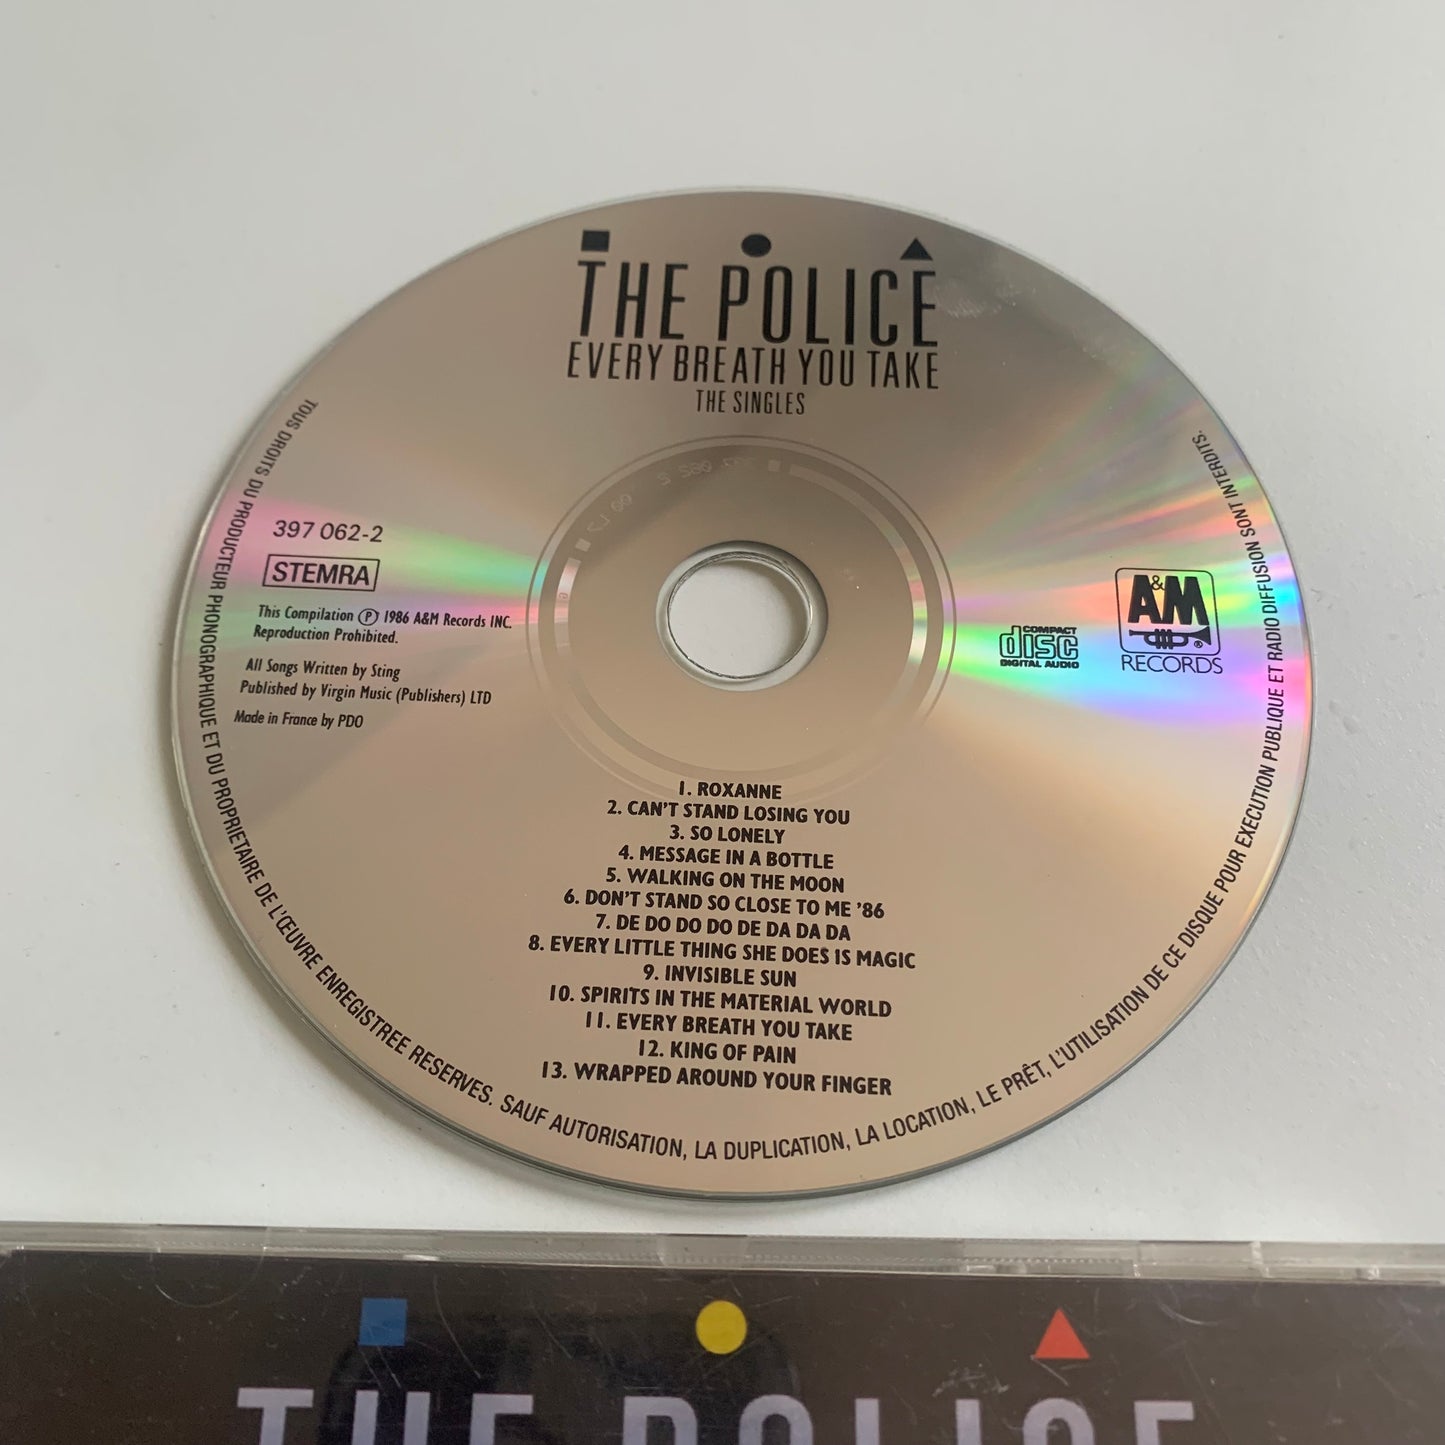 THE POLICE
EVERY BREATH YOU TAKE
THE SINGLES
397 062-2
STEMRA
This Compilation Ⓟ 1986 A&M Records INC.
Reproduction Prohibited.
All Songs Written by Sting
Published by Virgin Music (Publishers) LTD
Made in France by PDO
COMPACT
disc
DIGITAL AUDIO
A&M
®
RECORDS
1. ROXANNE
2. CAN'T STAND LOSING YOU
3. SO LONELY
4. MESSAGE IN A BOTTLE
5. WALKING ON THE MOON
6. DON'T STAND SO CLOSE TO ME '86
7. DE DO DO DO DE DA DA DA
8. EVERY LITTLE THING SHE DOES IS MAGIC
9. INVISIBLE SUN
10. SPIRITS IN THE MATERIAL WORLD
11. EVERY BREATH YOU TAKE
12. KING OF PAIN
13. WRAPPED AROUND YOUR FINGER
TOUS DROITS DU PRODUCTEUR PHONOGRAPHIQUE ET DU PROPRIETAIRE DE L'ŒUVRE ENREGISTREE RESERVES. SAUF AUTORISATION, LA DUPLICATION, LA LOCATION, LE PRÊT, L'UTILISATION DE CE DISQUE POUR EXECUTION PUBLIQUE ET RADIO DIFFUSION SONT INTERDITS.
THE POLICE